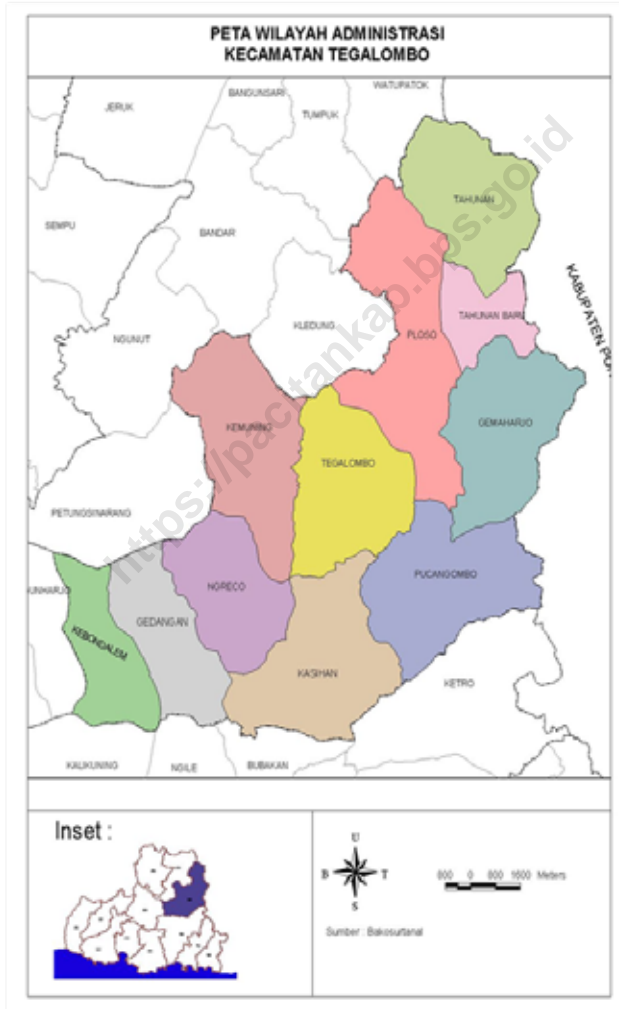 PETA WILAYAH ADMINISTRASI
KECAMATAN TEGALOMBO
WATUPATOK
BANGUNSARI
JERUK
TUMPUK
TAHUNAN
SEMPU
BANDAR
KABUPATEN
TAHUNAN BARU
KLEDUNG
PLOSO
NGUNUT
GEMAHARJO
KEMUNING
TEGALOMBO
PETUNGSINARANG
PUCANGOMBO
NGRECO
UNHARJO
GEDANGAN
KEBONDALEM
KASIHAN
KETRO
KALIKUNING
NGILE
BUBAKAN
https://pacitankab.bps.go.id
Inset :
U
B T
S
800 0 800 1600 Meters
Sumber : Bakosurtanal